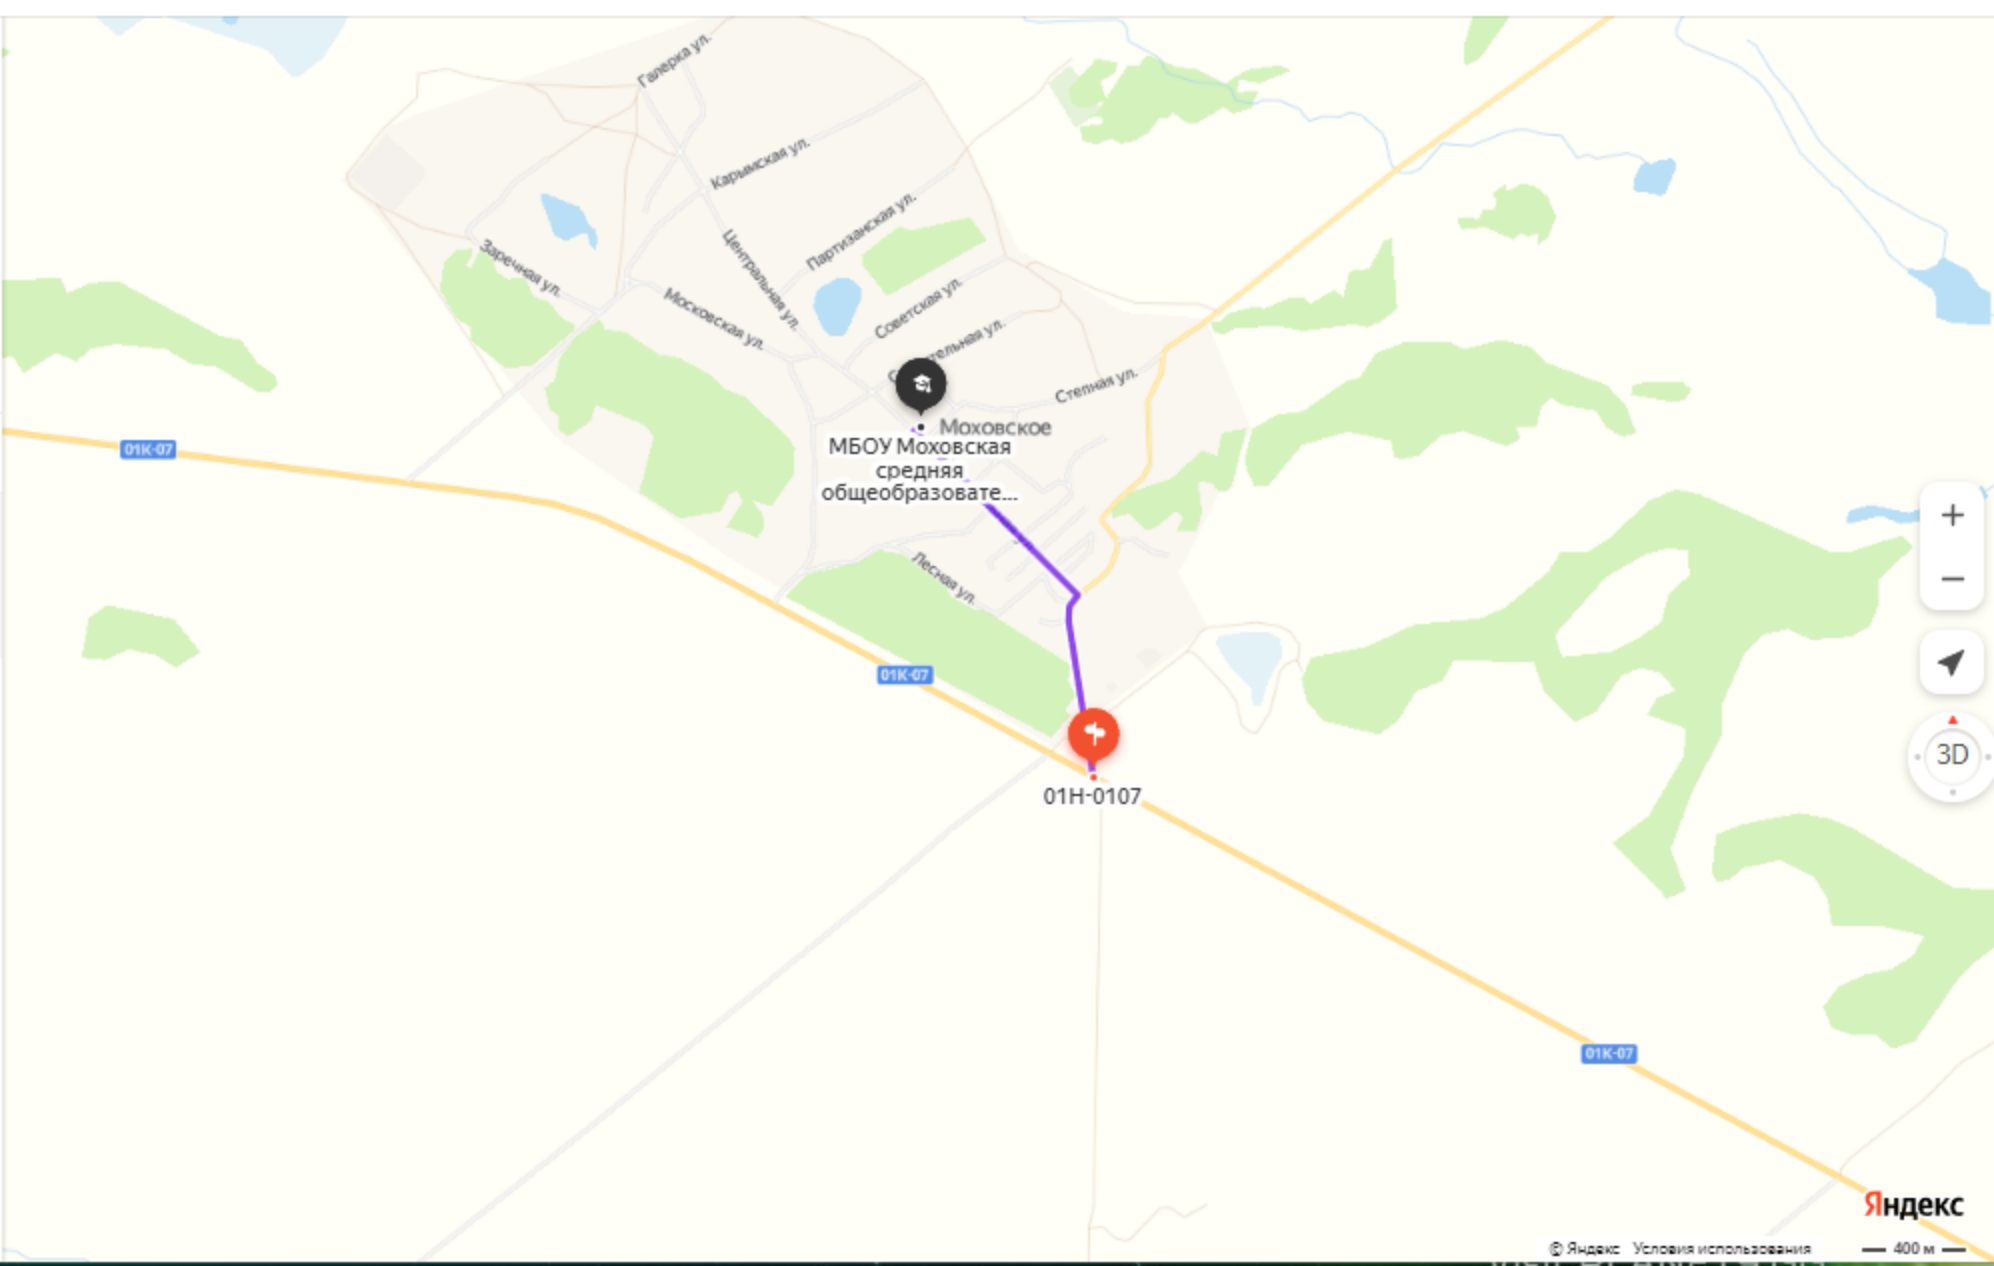 Галерка ул.
Карымская ул.
Партизанская ул.
Центральная ул.
Заречная ул.
Московская ул.
Советская ул.
Степная ул.
Моховское
МБОУ Моховская
средняя
общеобразовате...
01К-07
Лесная ул.
01К-07
01Н-0107
01К-07
+
−
3D
Яндекс
© Яндекс Условия использования
400 м